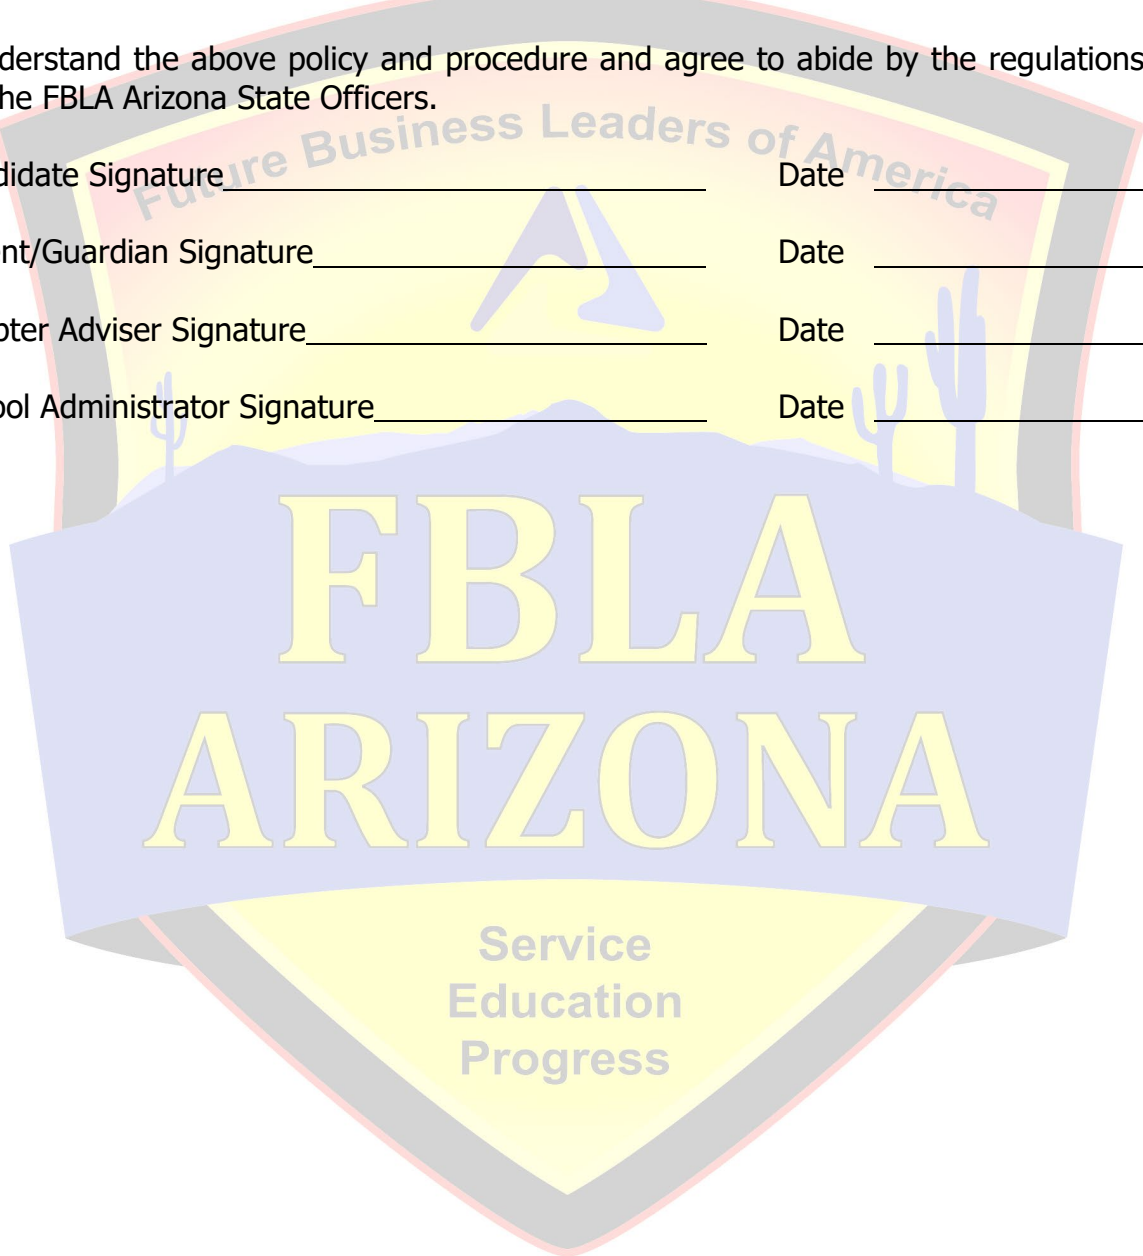 derstand the above policy and procedure and agree to abide by the regulations
he FBLA Arizona State Officers.
Future Business Leaders of America
didate Signature Date
ent/Guardian Signature Date
pter Adviser Signature Date
ool Administrator Signature Date
FBLA
ARIZONA
Service
Education
Progress